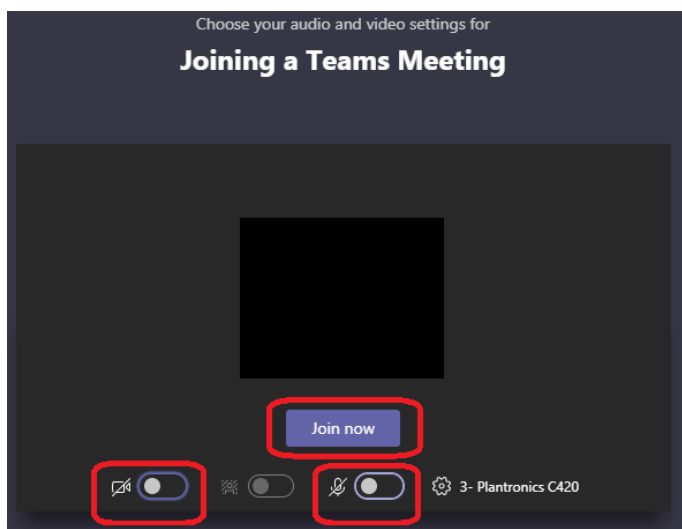 Choose your audio and video settings for
Joining a Teams Meeting
Join now
3- Plantronics C420